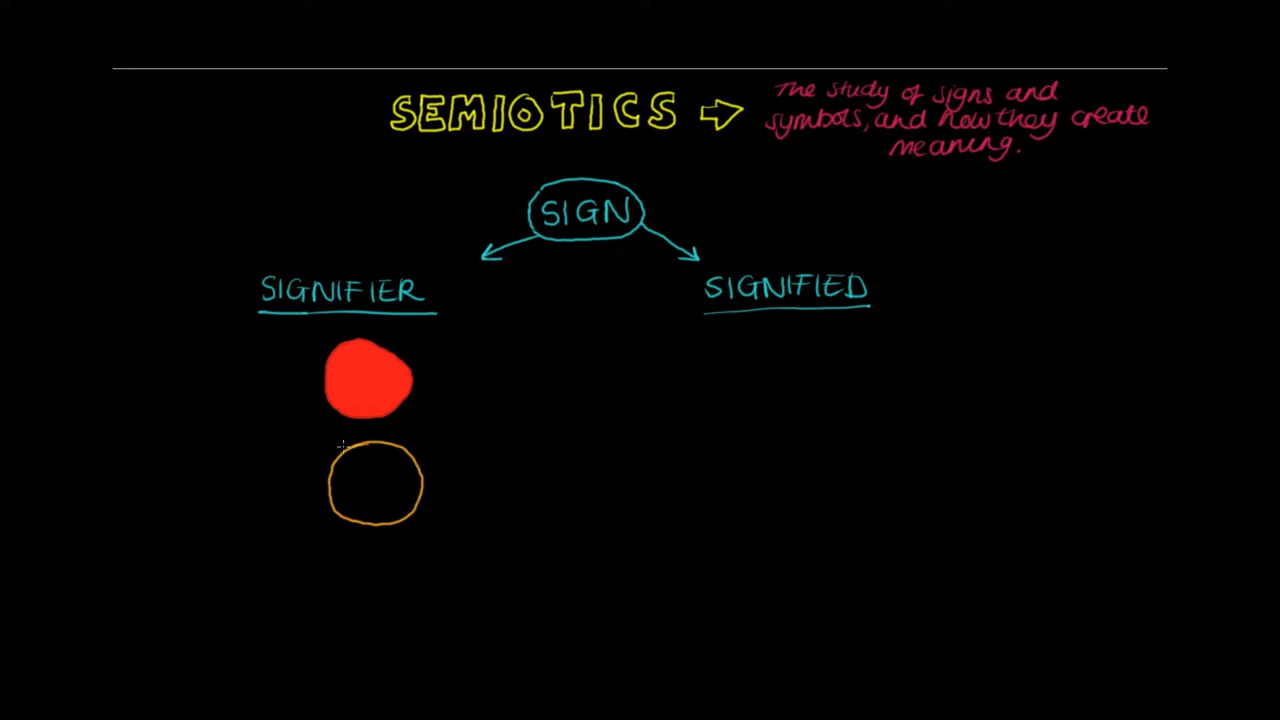 SEMIOTICS
The study of signs and
symbols, and how they create
meaning.
SIGN
SIGNIFIER
SIGNIFIED